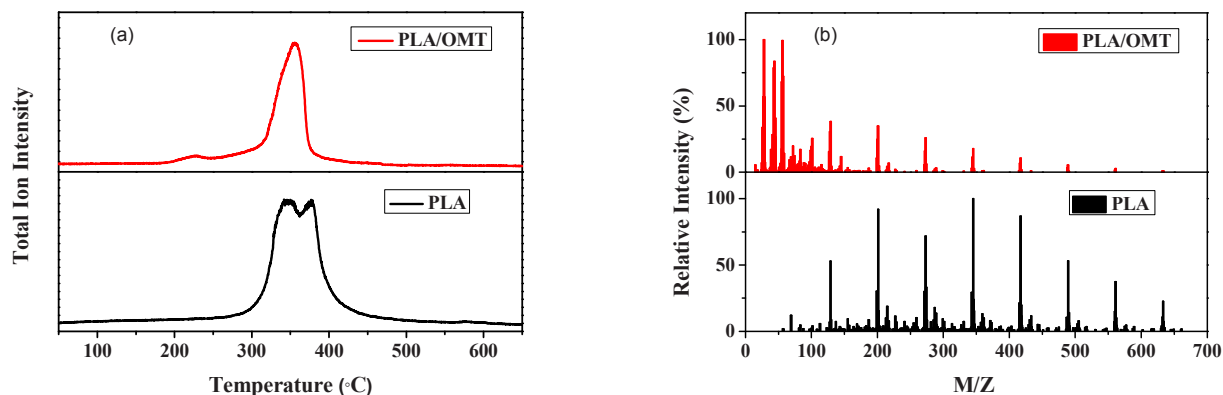 (a)
PLA/OMT
PLA
Total Ion Intensity
100 200 300 400 500 600
Temperature (◦C)
(b)
PLA/OMT
100
50
0
PLA
100
50
0
Relative Intensity (%)
0 100 200 300 400 500 600 700
M/Z